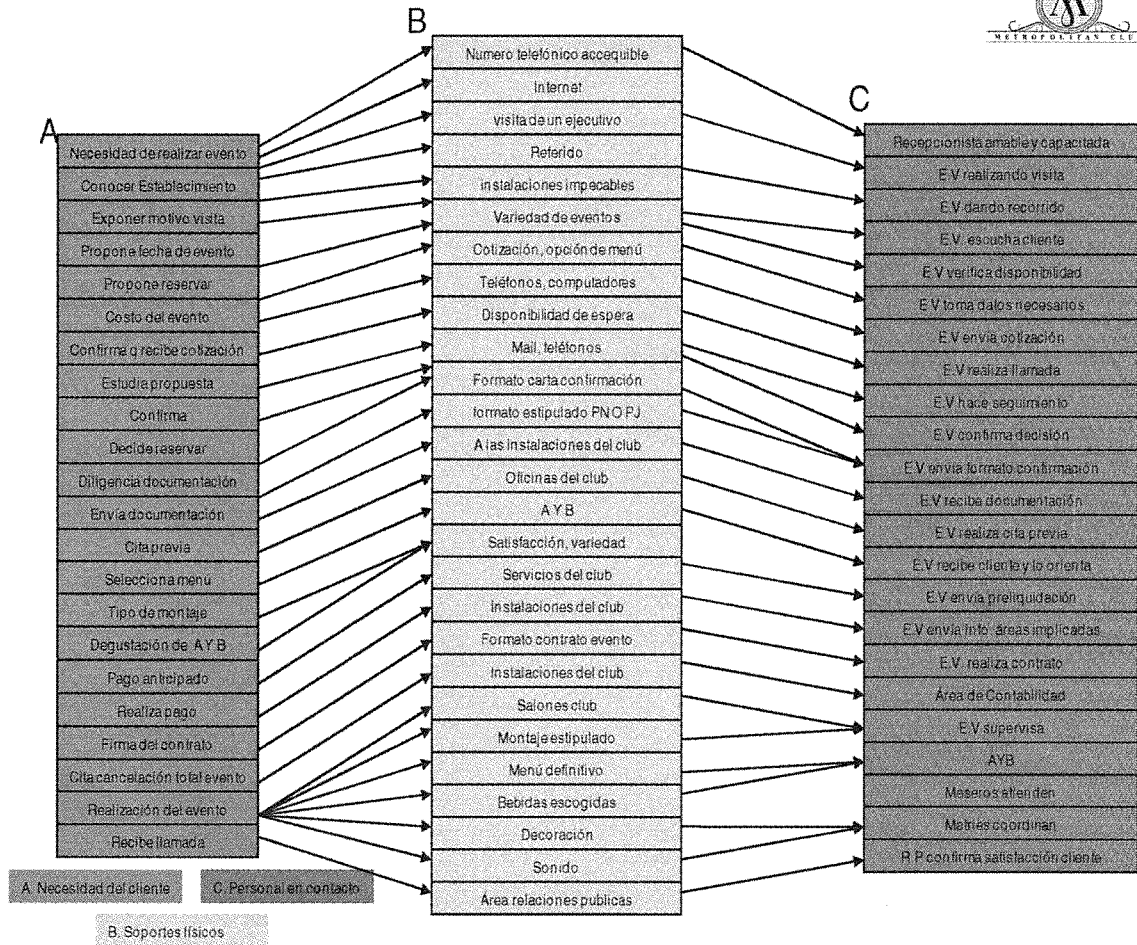 METROPOLITAN CLU
A
Necesidad de realizar evento
Conocer Establecimiento
Exponer motivo visita
Propone fecha de evento
Propone reservar
Costo del evento
Confirma q recibe cotización
Estudia propuesta
Confirma
Decide reservar
Diligencia documentación
Envía documentación
Cita previa
Selecciona menú
Tipo de montaje
Degustación de A Y B
Pago anticipado
Realiza pago
Firma del contrato
Cita cancelación total evento
Realización del evento
Recibe llamada
B
Numero telefónico accequible
Internet
visita de un ejecutivo
Referido
instalaciones impecables
Variedad de eventos
Cotización, opción de menú
Teléfonos, computadores
Disponibilidad de espera
Mail, teléfonos
Formato carta confirmación
formato estipulado PN O PJ
A las instalaciones del club
Oficinas del club
A Y B
Satisfacción, variedad
Servicios del club
Instalaciones del club
Formato contrato evento
Instalaciones del club
Salones club
Montaje estipulado
Menú definitivo
Bebidas escogidas
Decoración
Sonido
Área relaciones publicas
C
Recepcionista amable y capacitada
E.V realizando visita
E.V dando recorrido
E.V. escucha cliente
E.V verifica disponibilidad
E.V toma datos necesarios
E.V envía cotización
E.V realiza llamada
E.V hace seguimiento
E.V confirma decisión
E.V envía formato confirmación
E.V recibe documentación
E.V realiza cita previa
E.V recibe cliente y lo orienta
E.V envía preliquidación
E.V envía info. áreas implicadas
E.V. realiza contrato
Área de Contabilidad
E.V supervisa
AYB
Meseros atienden
Maitres coordinan
R.P confirma satisfacción cliente
A. Necesidad del cliente
C. Personal en contacto
B. Soportes físicos